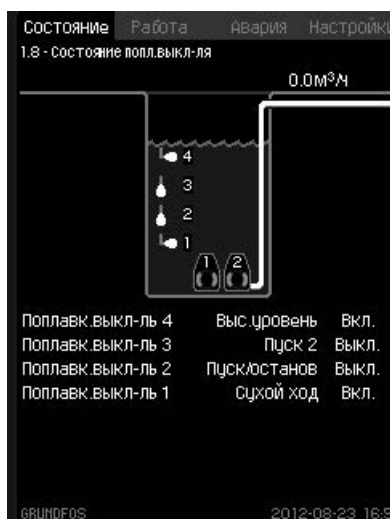 Состояние Работа Авария Настройки
1.8 - Состояние попл.выкл-ля
0.0м³/ч
4
3
2
1
1 2
Поплавк.выкл-ль 4 Выс.уровень Вкл.
Поплавк.выкл-ль 3 Пуск 2 Выкл.
Поплавк.выкл-ль 2 Пуск/останов Выкл.
Поплавк.выкл-ль 1 Сухой ход Вкл.
GRUNDFOS 2012-08-23 16:5